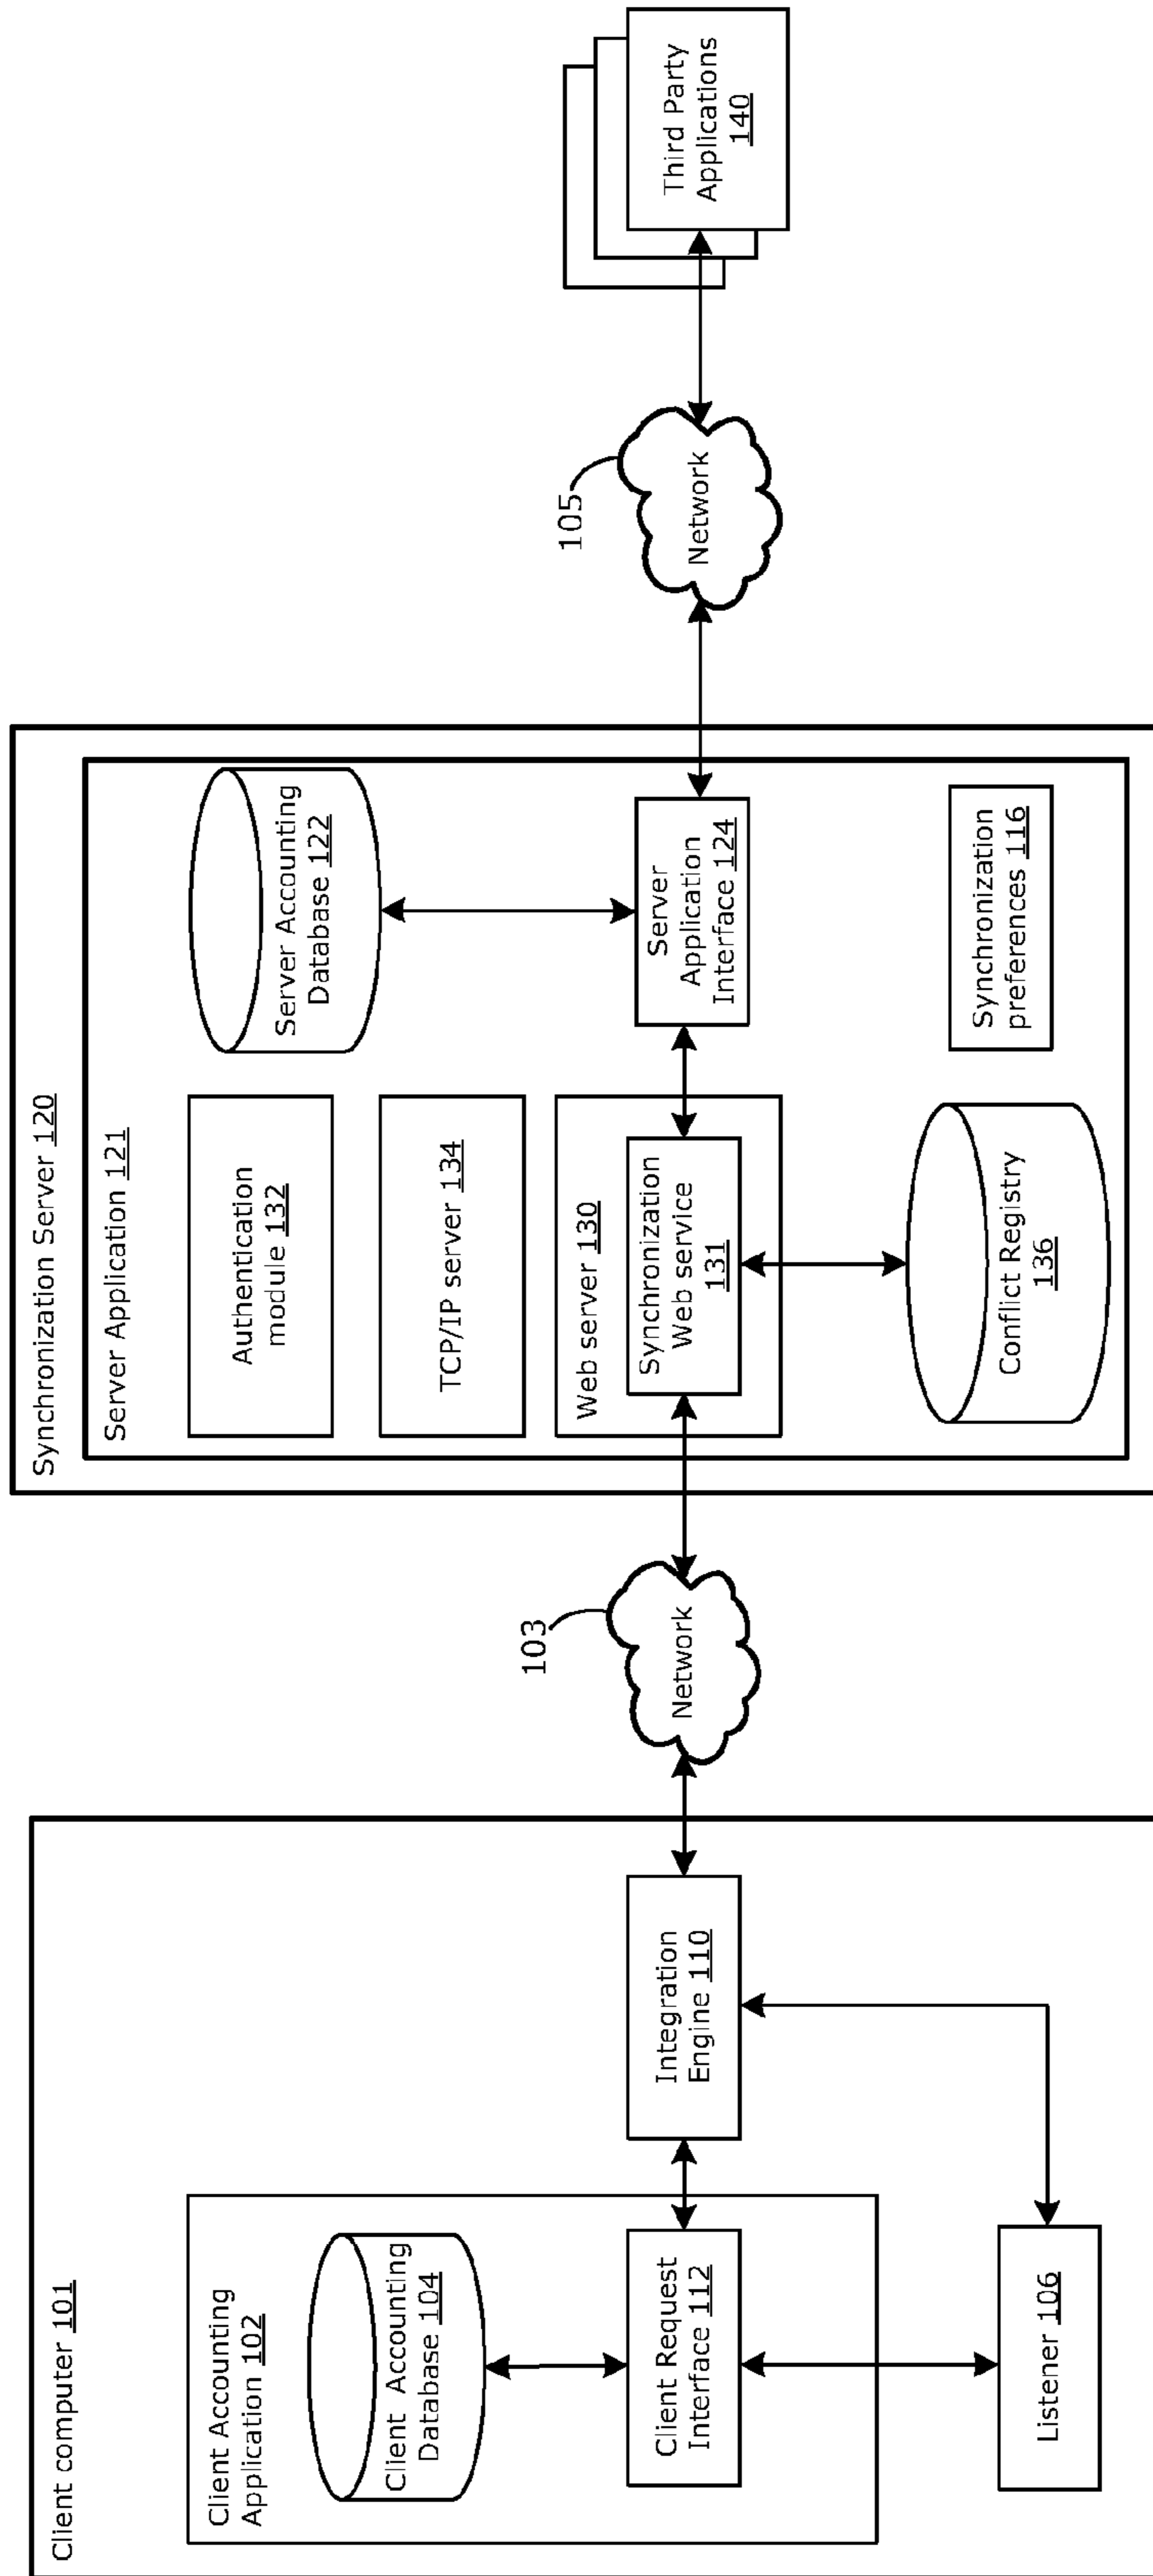 Client computer 101
Client Accounting
Application 102
Client Accounting
Database 104
Client Request
Interface 112
Listener 106
Integration
Engine 110
103
Network
Synchronization Server 120
Server Application 121
Authentication
module 132
TCP/IP server 134
Web server 130
Synchronization
Web service
131
Conflict Registry
136
Server Accounting
Database 122
Server
Application
Interface 124
Synchronization
preferences 116
105
Network
Third Party
Applications
140